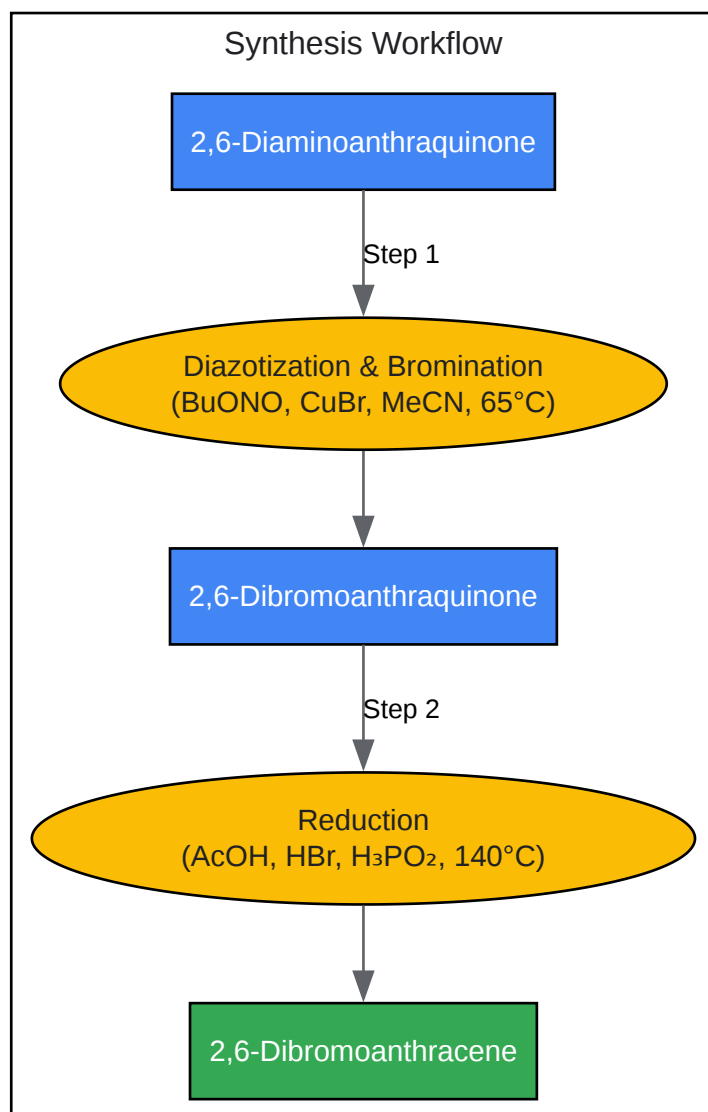 Synthesis Workflow
2,6-Diaminoanthraquinone
Step 1
Diazotization & Bromination
(BuONO, CuBr, MeCN, 65°C)
2,6-Dibromoanthraquinone
Step 2
Reduction
(AcOH, HBr, H₃PO₂, 140°C)
2,6-Dibromoanthracene